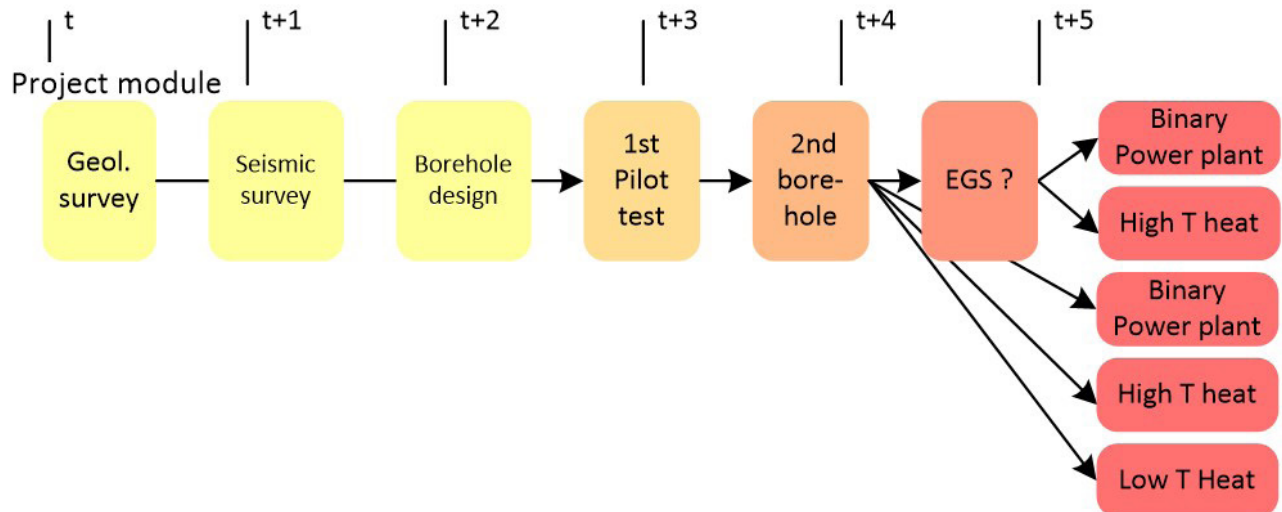 t
t+1
t+2
t+3
t+4
t+5
Project module
Geol.
survey
Seismic
survey
Borehole
design
1st
Pilot
test
2nd
bore-
hole
EGS ?
Binary
Power plant
High T heat
Binary
Power plant
High T heat
Low T Heat